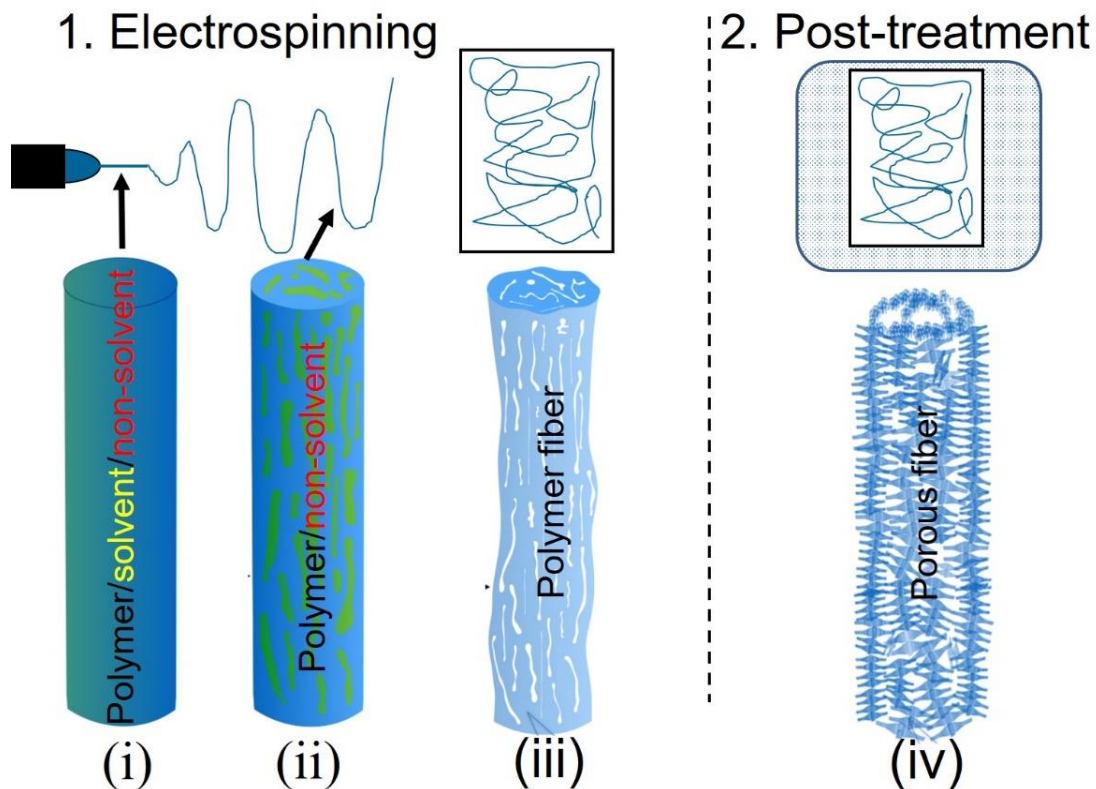 1. Electrospinning
2. Post-treatment
Polymer/solvent/non-solvent
Polymer/non-solvent
Polymer fiber
Porous fiber
(i)
(ii)
(iii)
(iv)